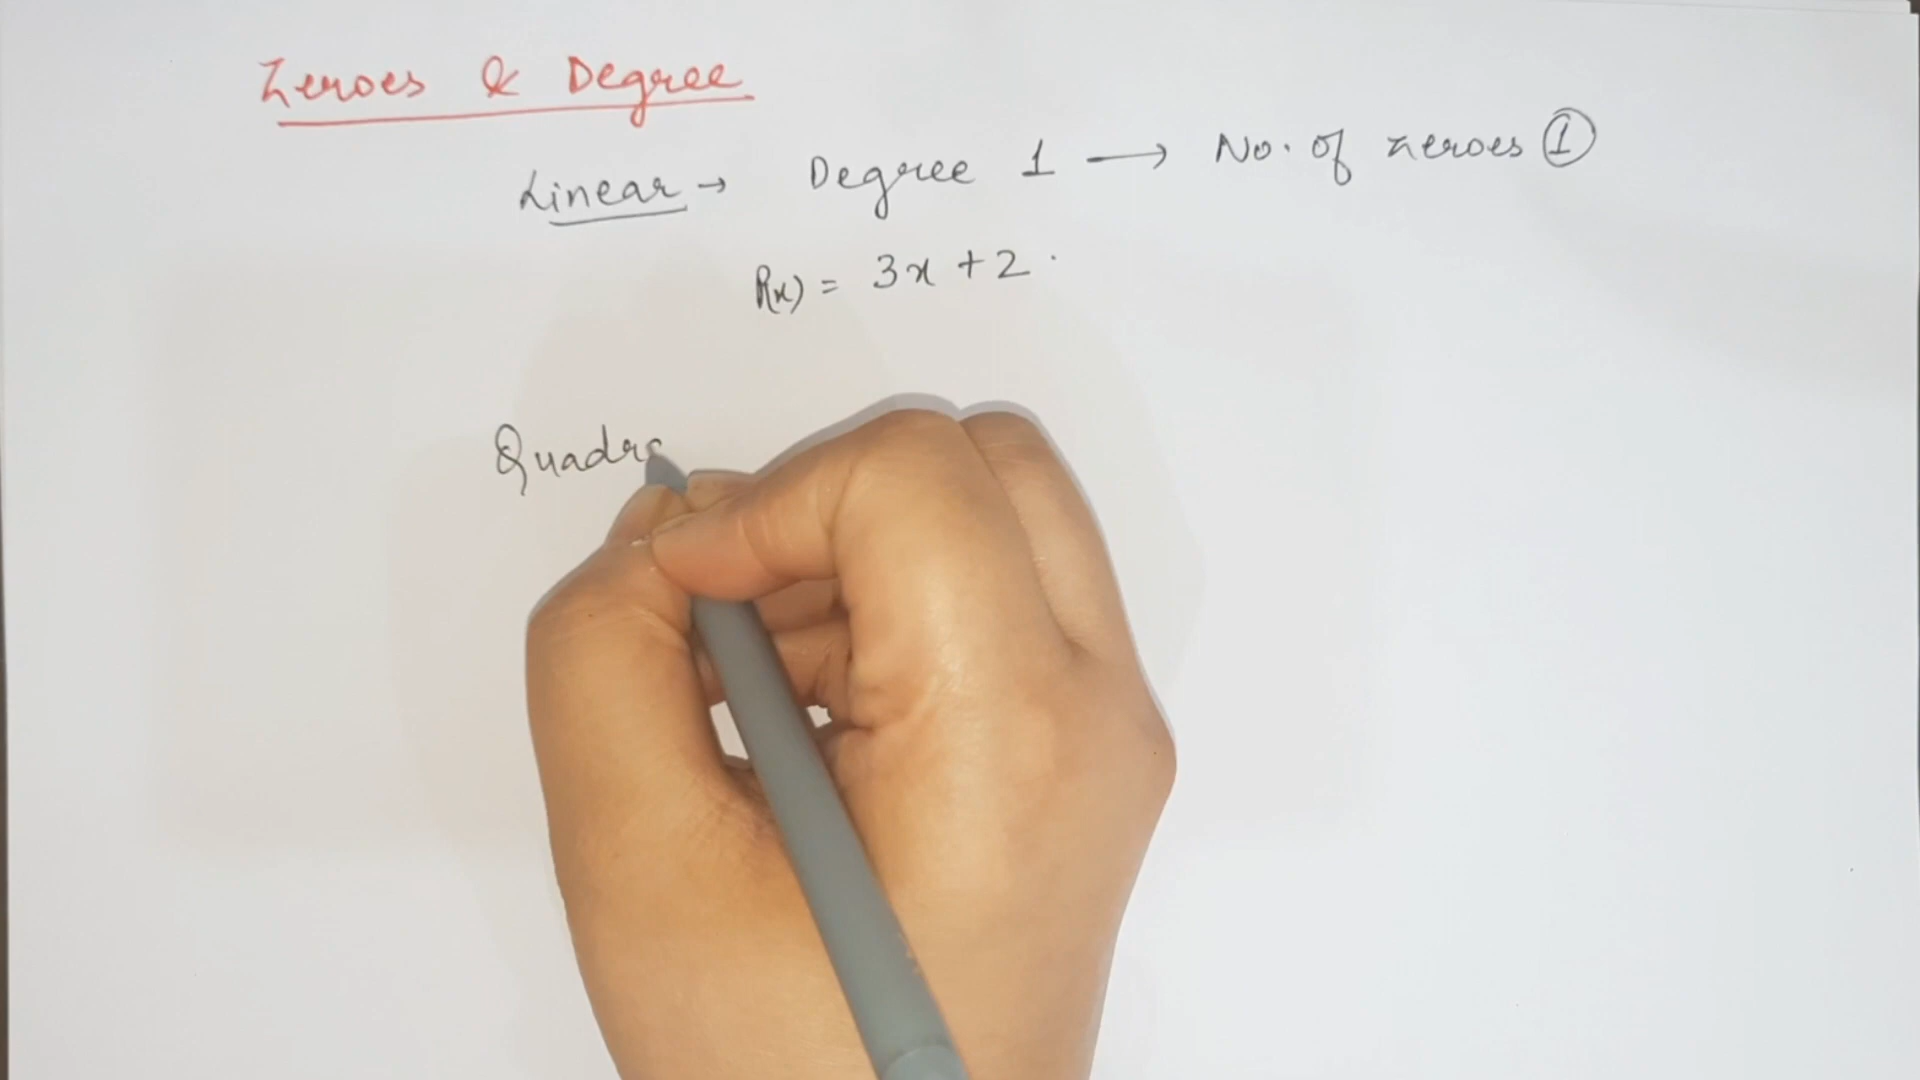 Zeroes & Degree
Linear → Degree 1 → No. of zeroes ①
P(x) = 3x + 2.
Quadra